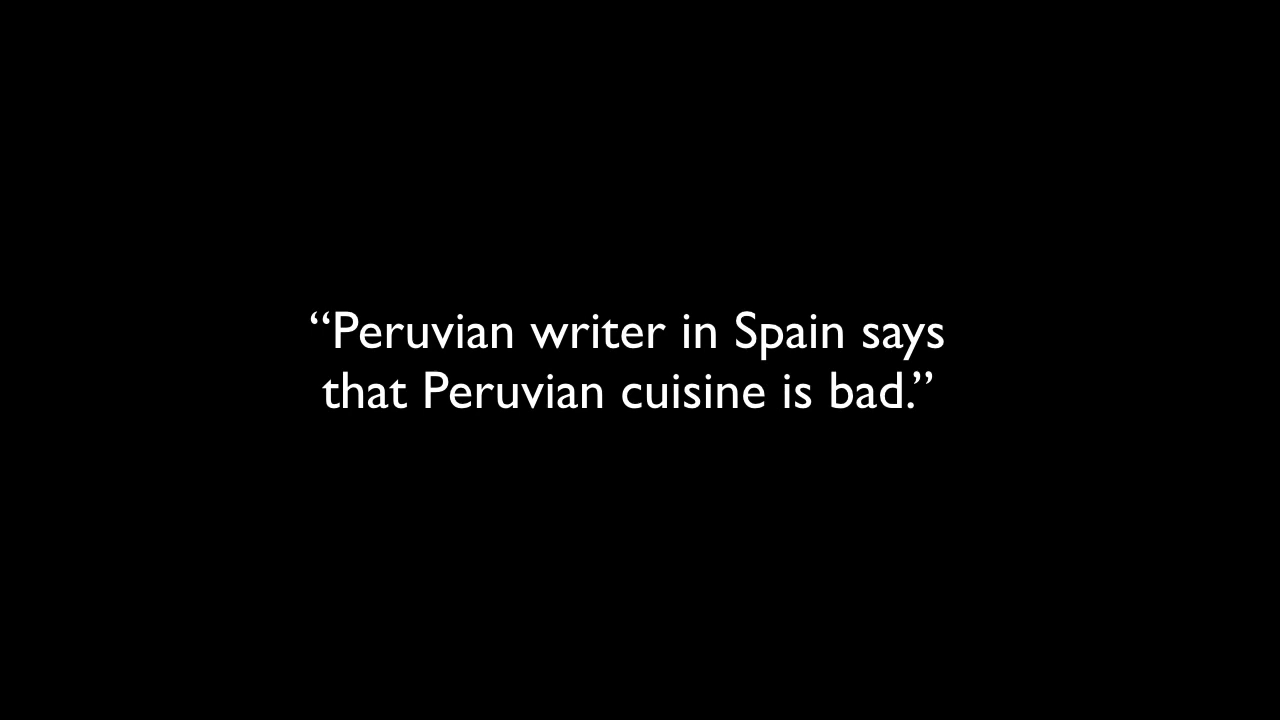 “Peruvian writer in Spain says
that Peruvian cuisine is bad.”